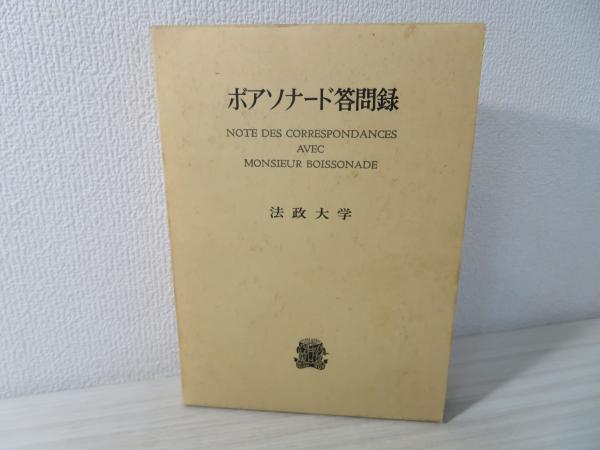 ボアソナード答問録
NOTE DES CORRESPONDANCES
AVEC
MONSIEUR BOISSONADE
法政大学